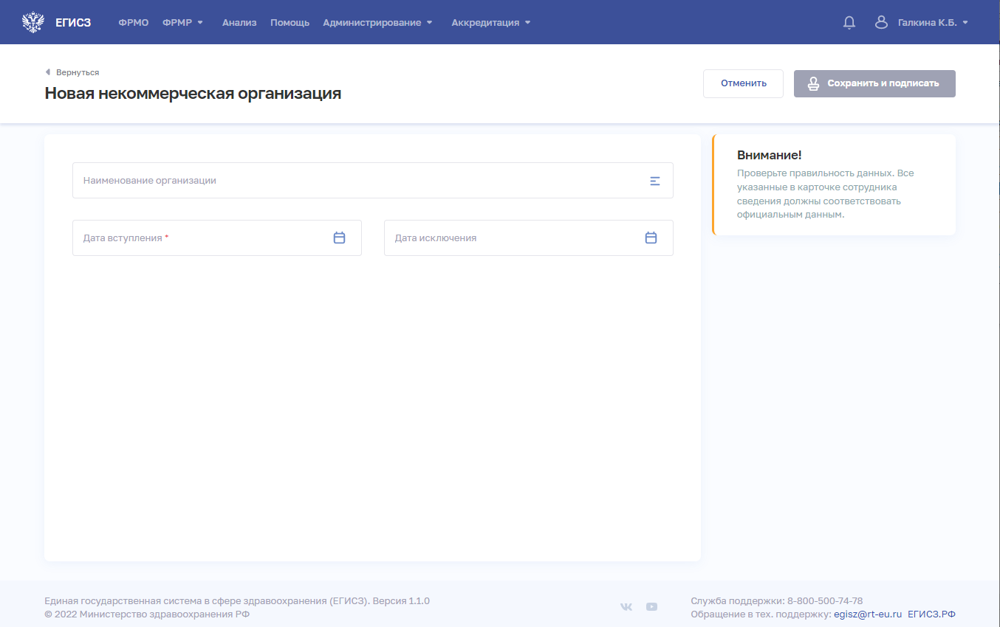 ЕГИСЗ ФРМО ФРМР Анализ Помощь Администрирование Аккредитация Галкина К.Б.
Вернуться
Новая некоммерческая организация
Отменить
Сохранить и подписать
Наименование организации
Дата вступления *
Дата исключения
Внимание!
Проверьте правильность данных. Все
указанные в карточке сотрудника
сведения должны соответствовать
официальным данным.
Единая государственная система в сфере здравоохранения (ЕГИСЗ). Версия 1.1.0
© 2022 Министерство здравоохранения РФ
Служба поддержки: 8-800-500-74-78
Обращение в тех. поддержку: egisz@rt-eu.ru ЕГИСЗ.РФ